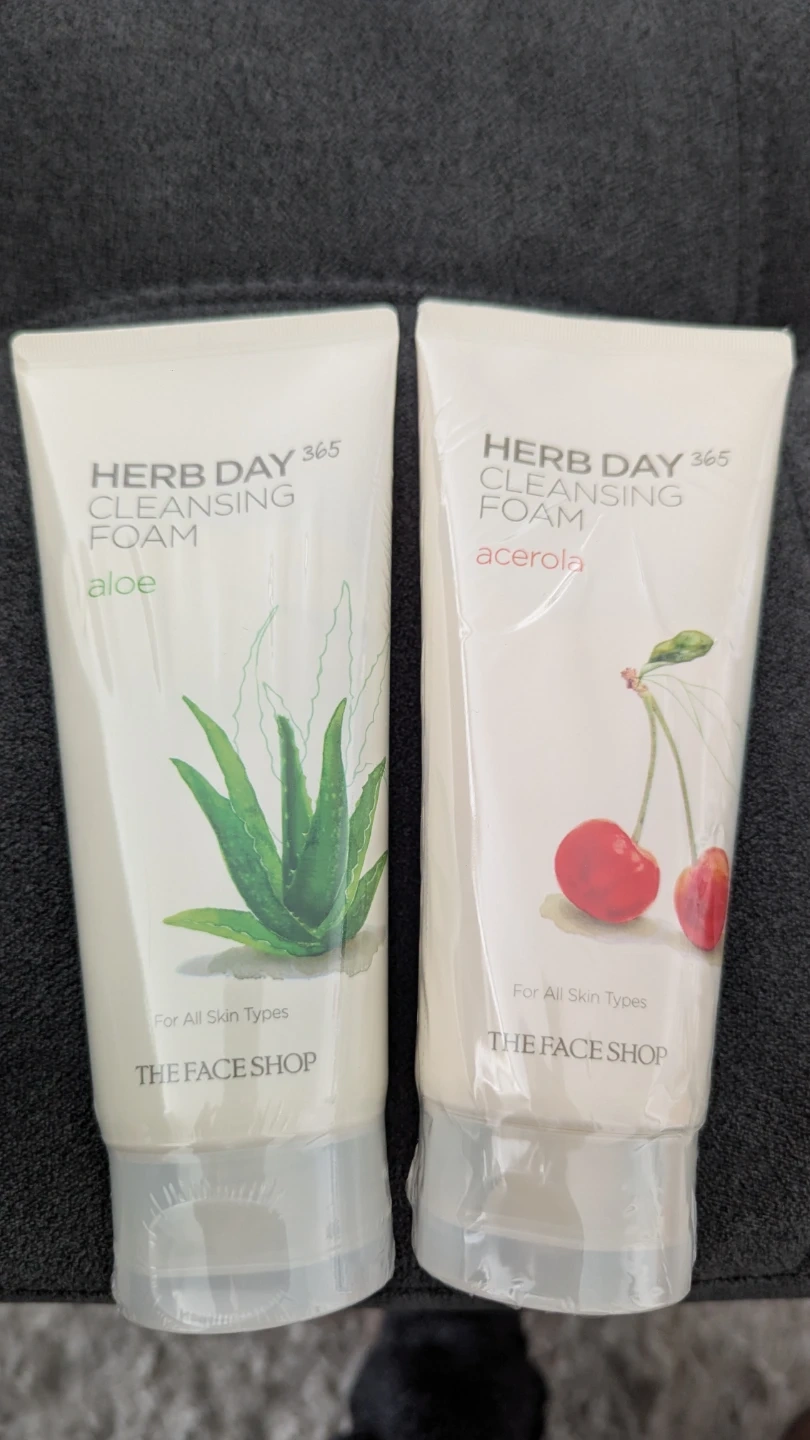 HERB DAY 365
CLEANSING
FOAM
aloe
For All Skin Types
THE FACE SHOP
HERB DAY 365
CLEANSING
FOAM
acerola
For All Skin Types
THE FACE SHOP